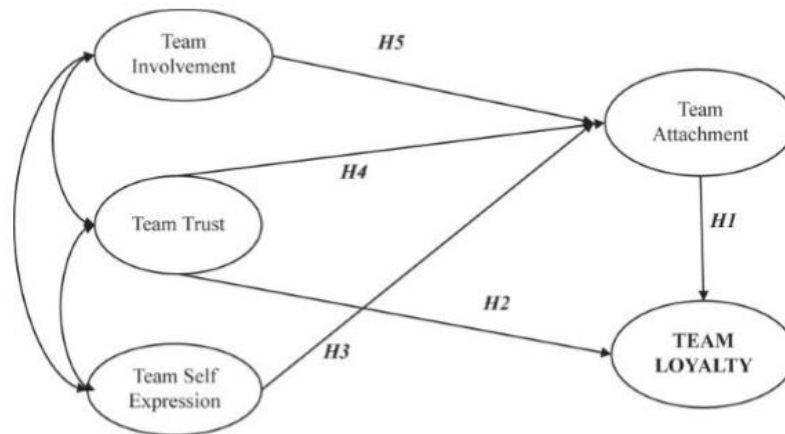 Team
Involvement
H5
Team
Attachment
H4
Team Trust
H1
H2
H3
TEAM
LOYALTY
Team Self
Expression